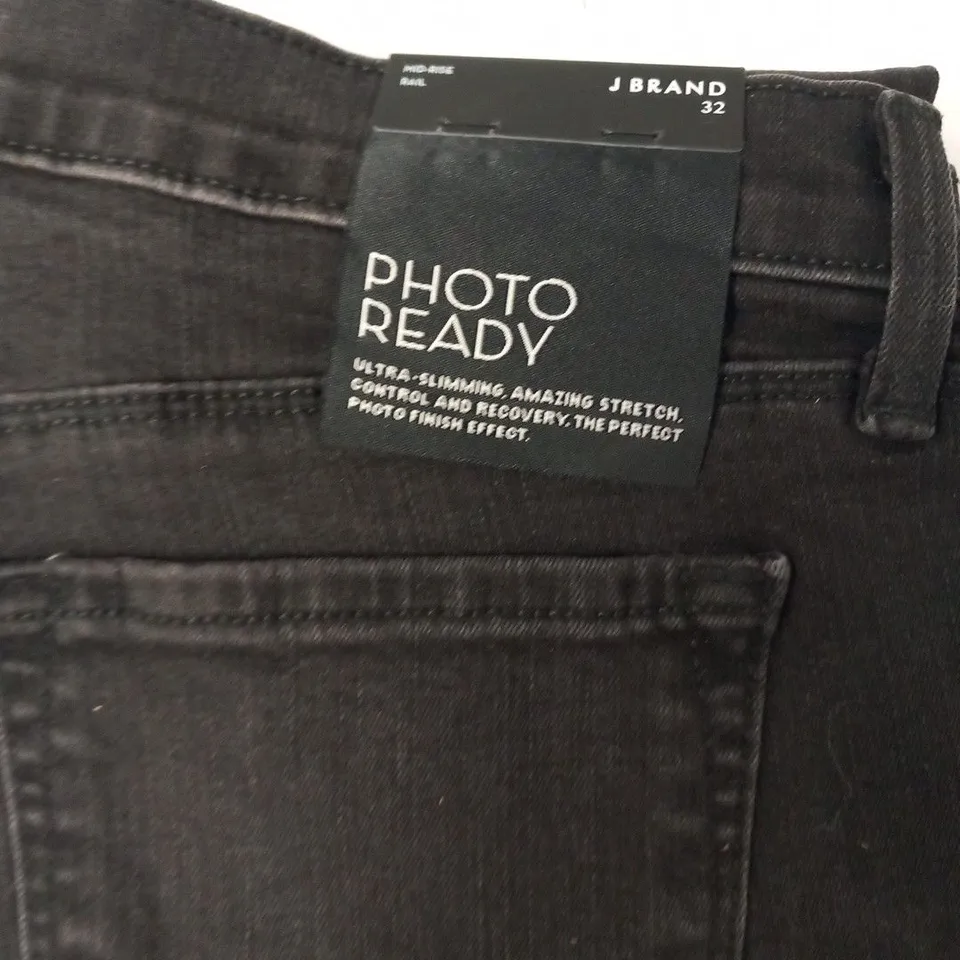 MID-RISE
RAIL
J BRAND
32
PHOTO
READY
ULTRA-SLIMMING, AMAZING STRETCH,
CONTROL AND RECOVERY. THE PERFECT
PHOTO FINISH EFFECT.